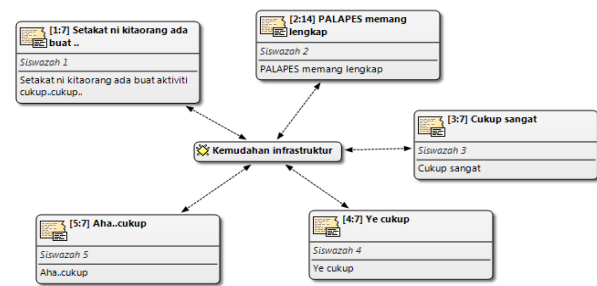 [1:7] Setakat ni kitaorang ada
buat ..
Siswazah 1
Setakat ni kitaorang ada buat aktiviti
cukup..cukup..
[2:14] PALAPES memang
lengkap
Siswazah 2
PALAPES memang lengkap
[3:7] Cukup sangat
Siswazah 3
Cukup sangat
Kemudahan infrastruktur
[5:7] Aha..cukup
Siswazah 5
Aha..cukup
[4:7] Ye cukup
Siswazah 4
Ye cukup